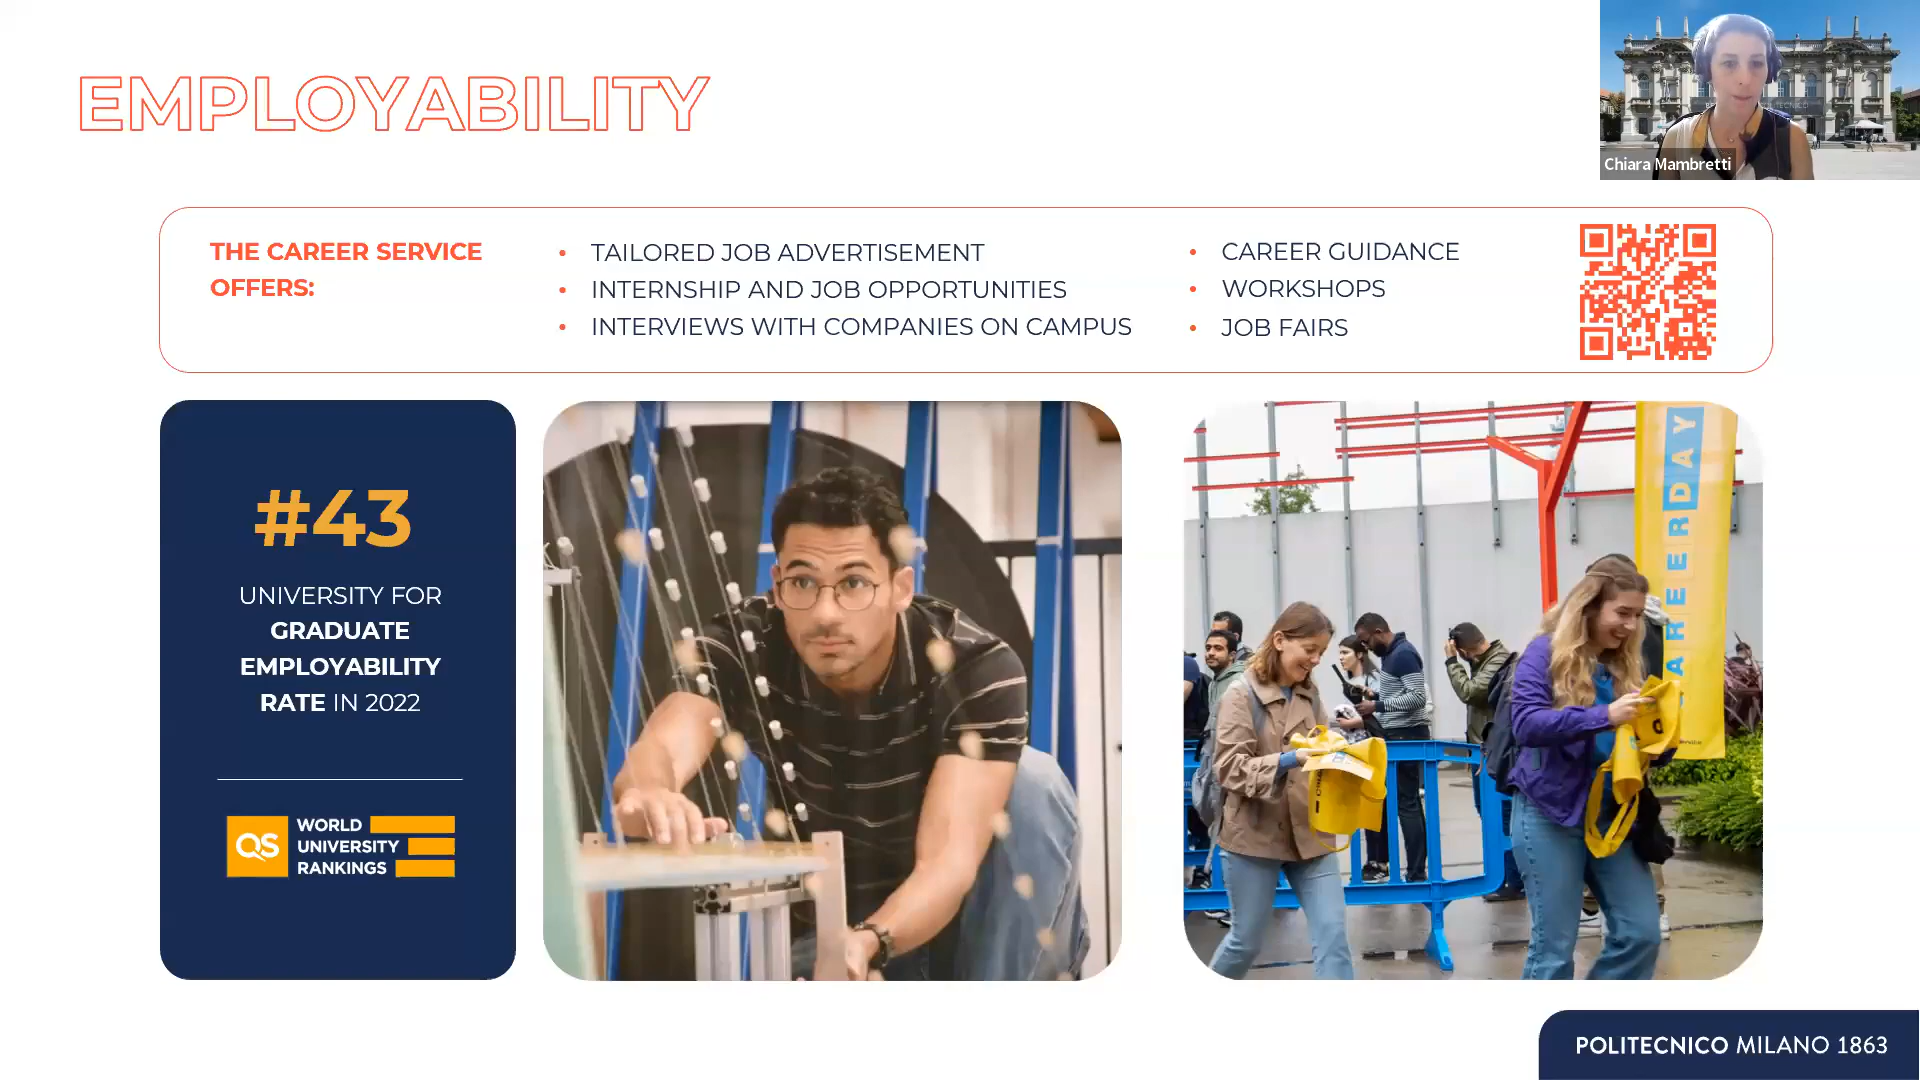 EMPLOYABILITY
Chiara Mambretti
THE CAREER SERVICE
OFFERS:
• TAILORED JOB ADVERTISEMENT
• INTERNSHIP AND JOB OPPORTUNITIES
• INTERVIEWS WITH COMPANIES ON CAMPUS
• CAREER GUIDANCE
• WORKSHOPS
• JOB FAIRS
#43
UNIVERSITY FOR
GRADUATE
EMPLOYABILITY
RATE IN 2022
QS
WORLD
UNIVERSITY
RANKINGS
AREERDAY
POLITECNICO MILANO 1863